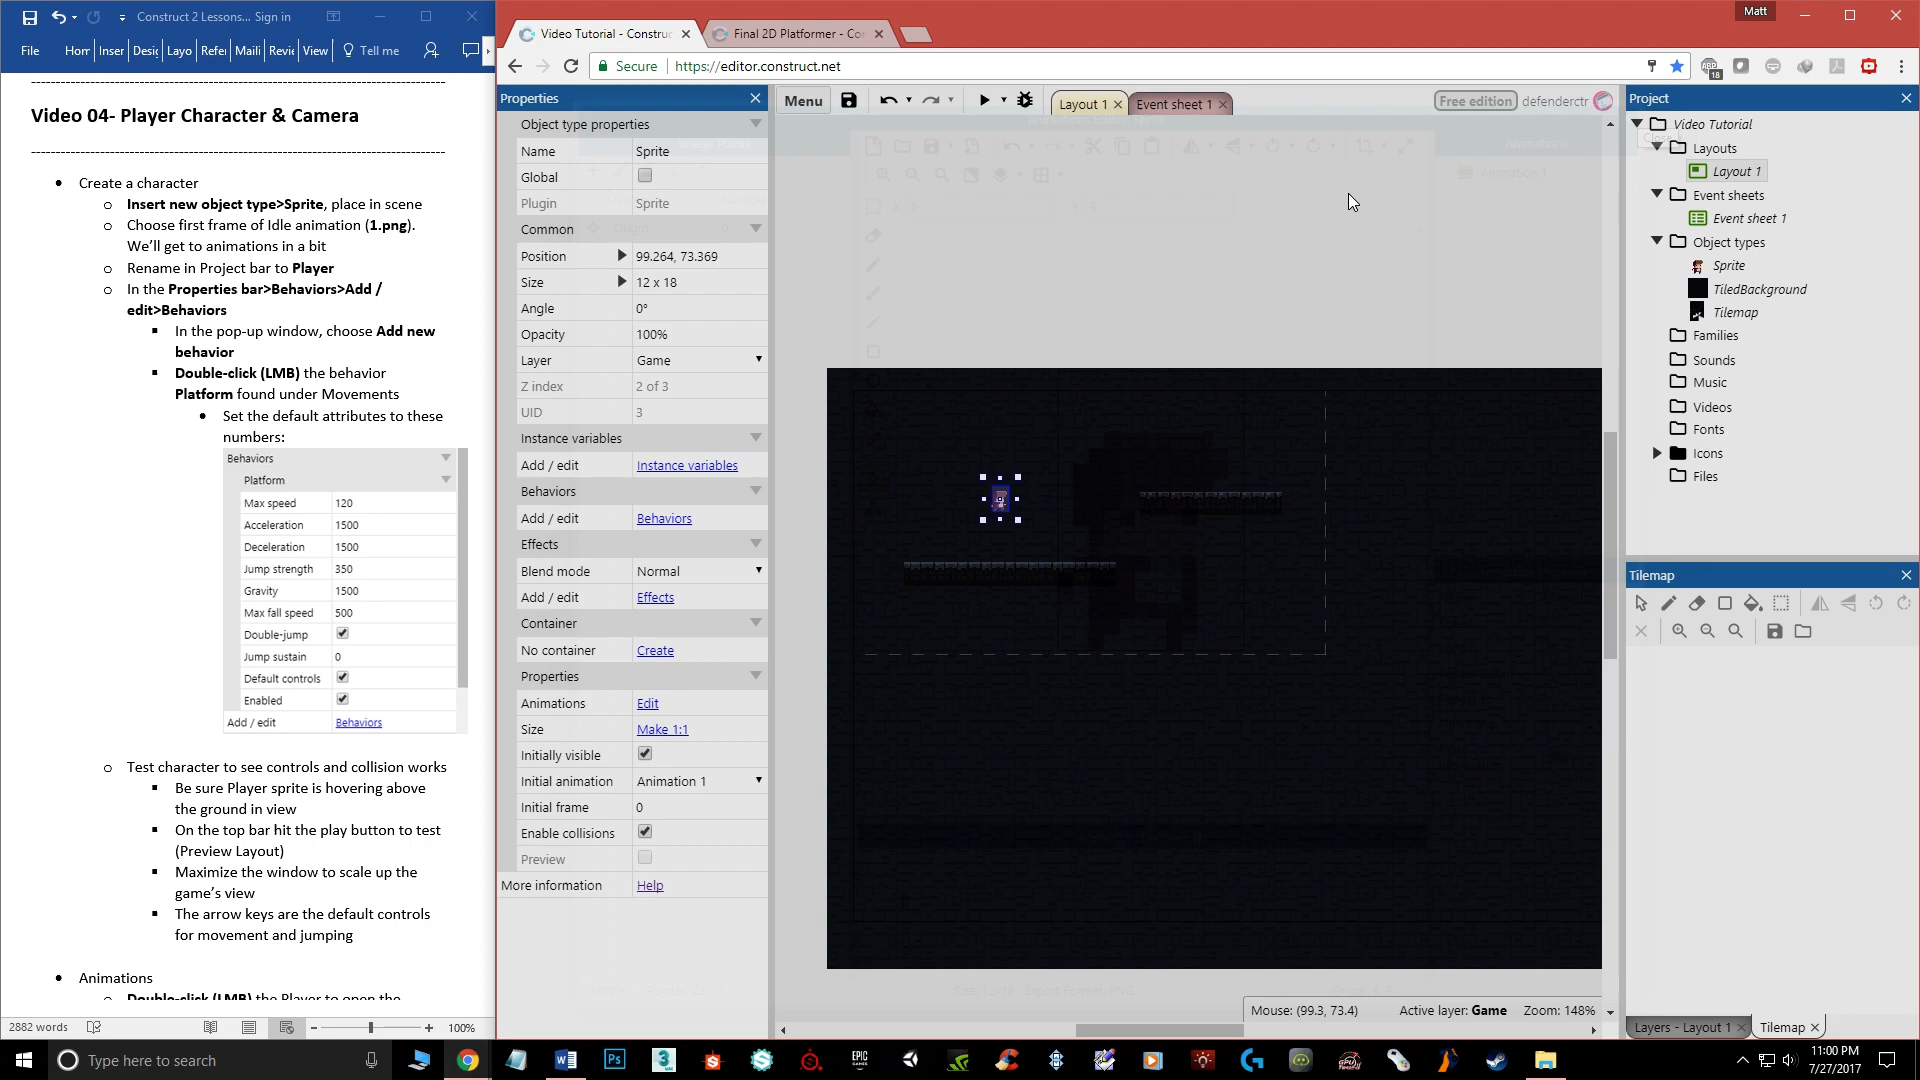 Construct 2 Lessons... Sign in
File Hor Inser Desig Layo Refer Maili Revie View Tell me
Video 04- Player Character & Camera
• Create a character
o Insert new object type>Sprite, place in scene
o Choose first frame of Idle animation (1.png).
We'll get to animations in a bit
o Rename in Project bar to Player
o In the Properties bar>Behaviors>Add /
edit>Behaviors
▪ In the pop-up window, choose Add new
behavior
▪ Double-click (LMB) the behavior
Platform found under Movements
• Set the default attributes to these
numbers:
Behaviors
Platform
Max speed 120
Acceleration 1500
Deceleration 1500
Jump strength 350
Gravity 1500
Max fall speed 500
Double-jump
Jump sustain 0
Default controls
Enabled
Add / edit Behaviors
o Test character to see controls and collision works
▪ Be sure Player sprite is hovering above
the ground in view
▪ On the top bar hit the play button to test
(Preview Layout)
▪ Maximize the window to scale up the
game's view
▪ The arrow keys are the default controls
for movement and jumping
• Animations
o Double-click (LMB) the Player to open the
2882 words 100%
Matt
Video Tutorial - Construc Final 2D Platformer - Con
Secure https://editor.construct.net
18
Properties
Object type properties
Name Sprite
Global
Plugin Sprite
Common
Position 99.264, 73.369
Size 12 x 18
Angle 0°
Opacity 100%
Layer Game
Z index 2 of 3
UID 3
Instance variables
Add / edit Instance variables
Behaviors
Add / edit Behaviors
Effects
Blend mode Normal
Add / edit Effects
Container
No container Create
Properties
Animations Edit
Size Make 1:1
Initially visible
Initial animation Animation 1
Initial frame 0
Enable collisions
Preview
More information Help
Menu Layout 1 Event sheet 1 Free edition defenderctr
Animation 1
Mouse: (99.3, 73.4) Active layer: Game Zoom: 148%
Project
Video Tutorial
Layouts
Layout 1
Event sheets
Event sheet 1
Object types
Sprite
TiledBackground
Tilemap
Families
Sounds
Music
Videos
Fonts
Icons
Files
Tilemap
Layers - Layout 1 Tilemap
Type here to search
11:00 PM
7/27/2017